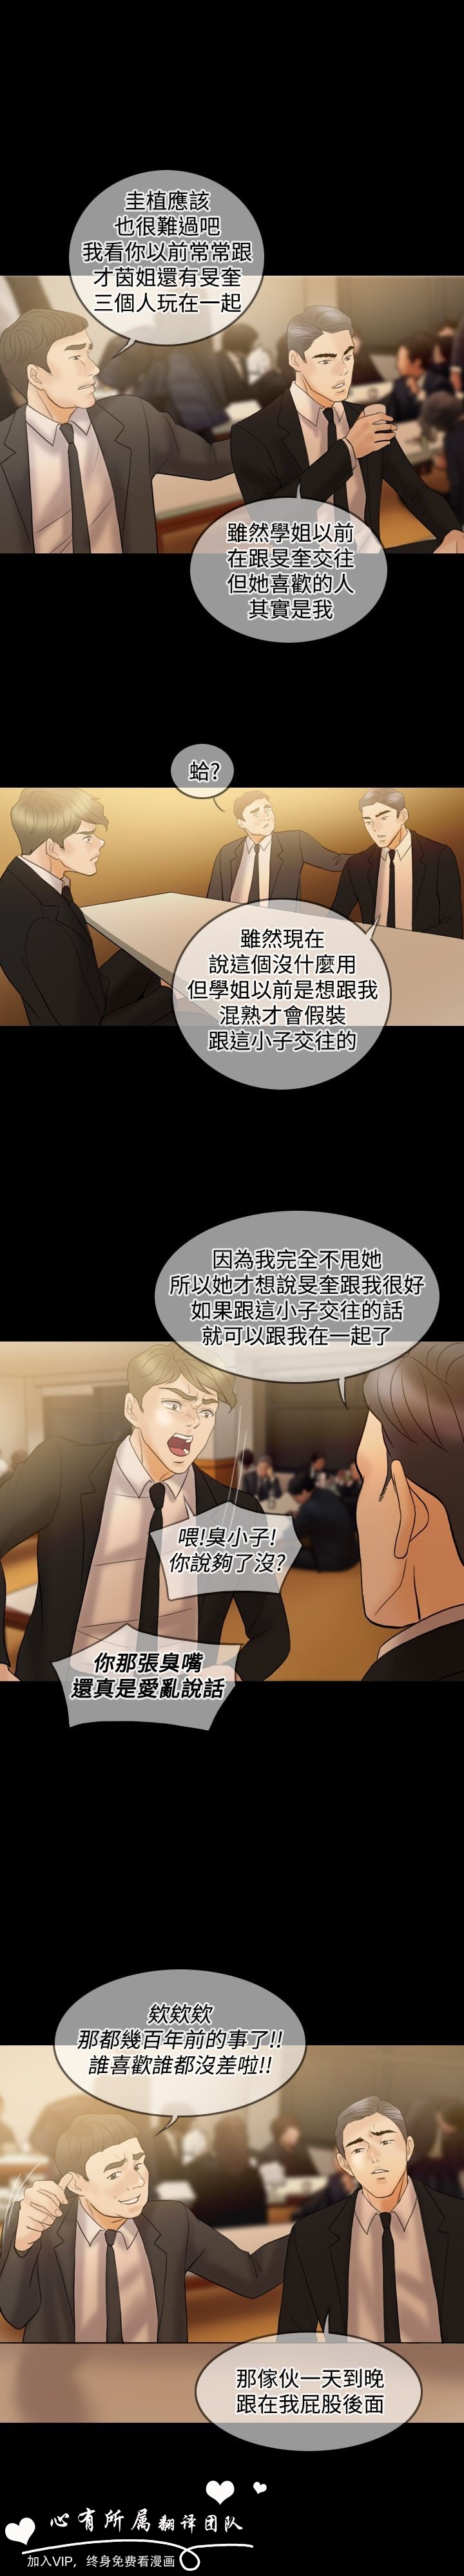 圭植應該
也很難過吧
我看你以前常常跟
才茵姐還有旻奎
三個人玩在一起
雖然學姐以前
在跟旻奎交往
但她喜歡的人
其實是我
蛤?
雖然現在
說這個沒什麼用
但學姐以前是想跟我
混熟才會假裝
跟這小子交往的
因為我完全不甩她
所以她才想說旻奎跟我很好
如果跟這小子交往的話
就可以跟我在一起了
喂!臭小子!
你說夠了沒?
你那張臭嘴
還真是愛亂說話
欸欸欸
那都幾百年前的事了!!
誰喜歡誰都沒差啦!!
那傢伙一天到晚
跟在我屁股後面
心有所属翻译团队
加入VIP，终身免费看漫画